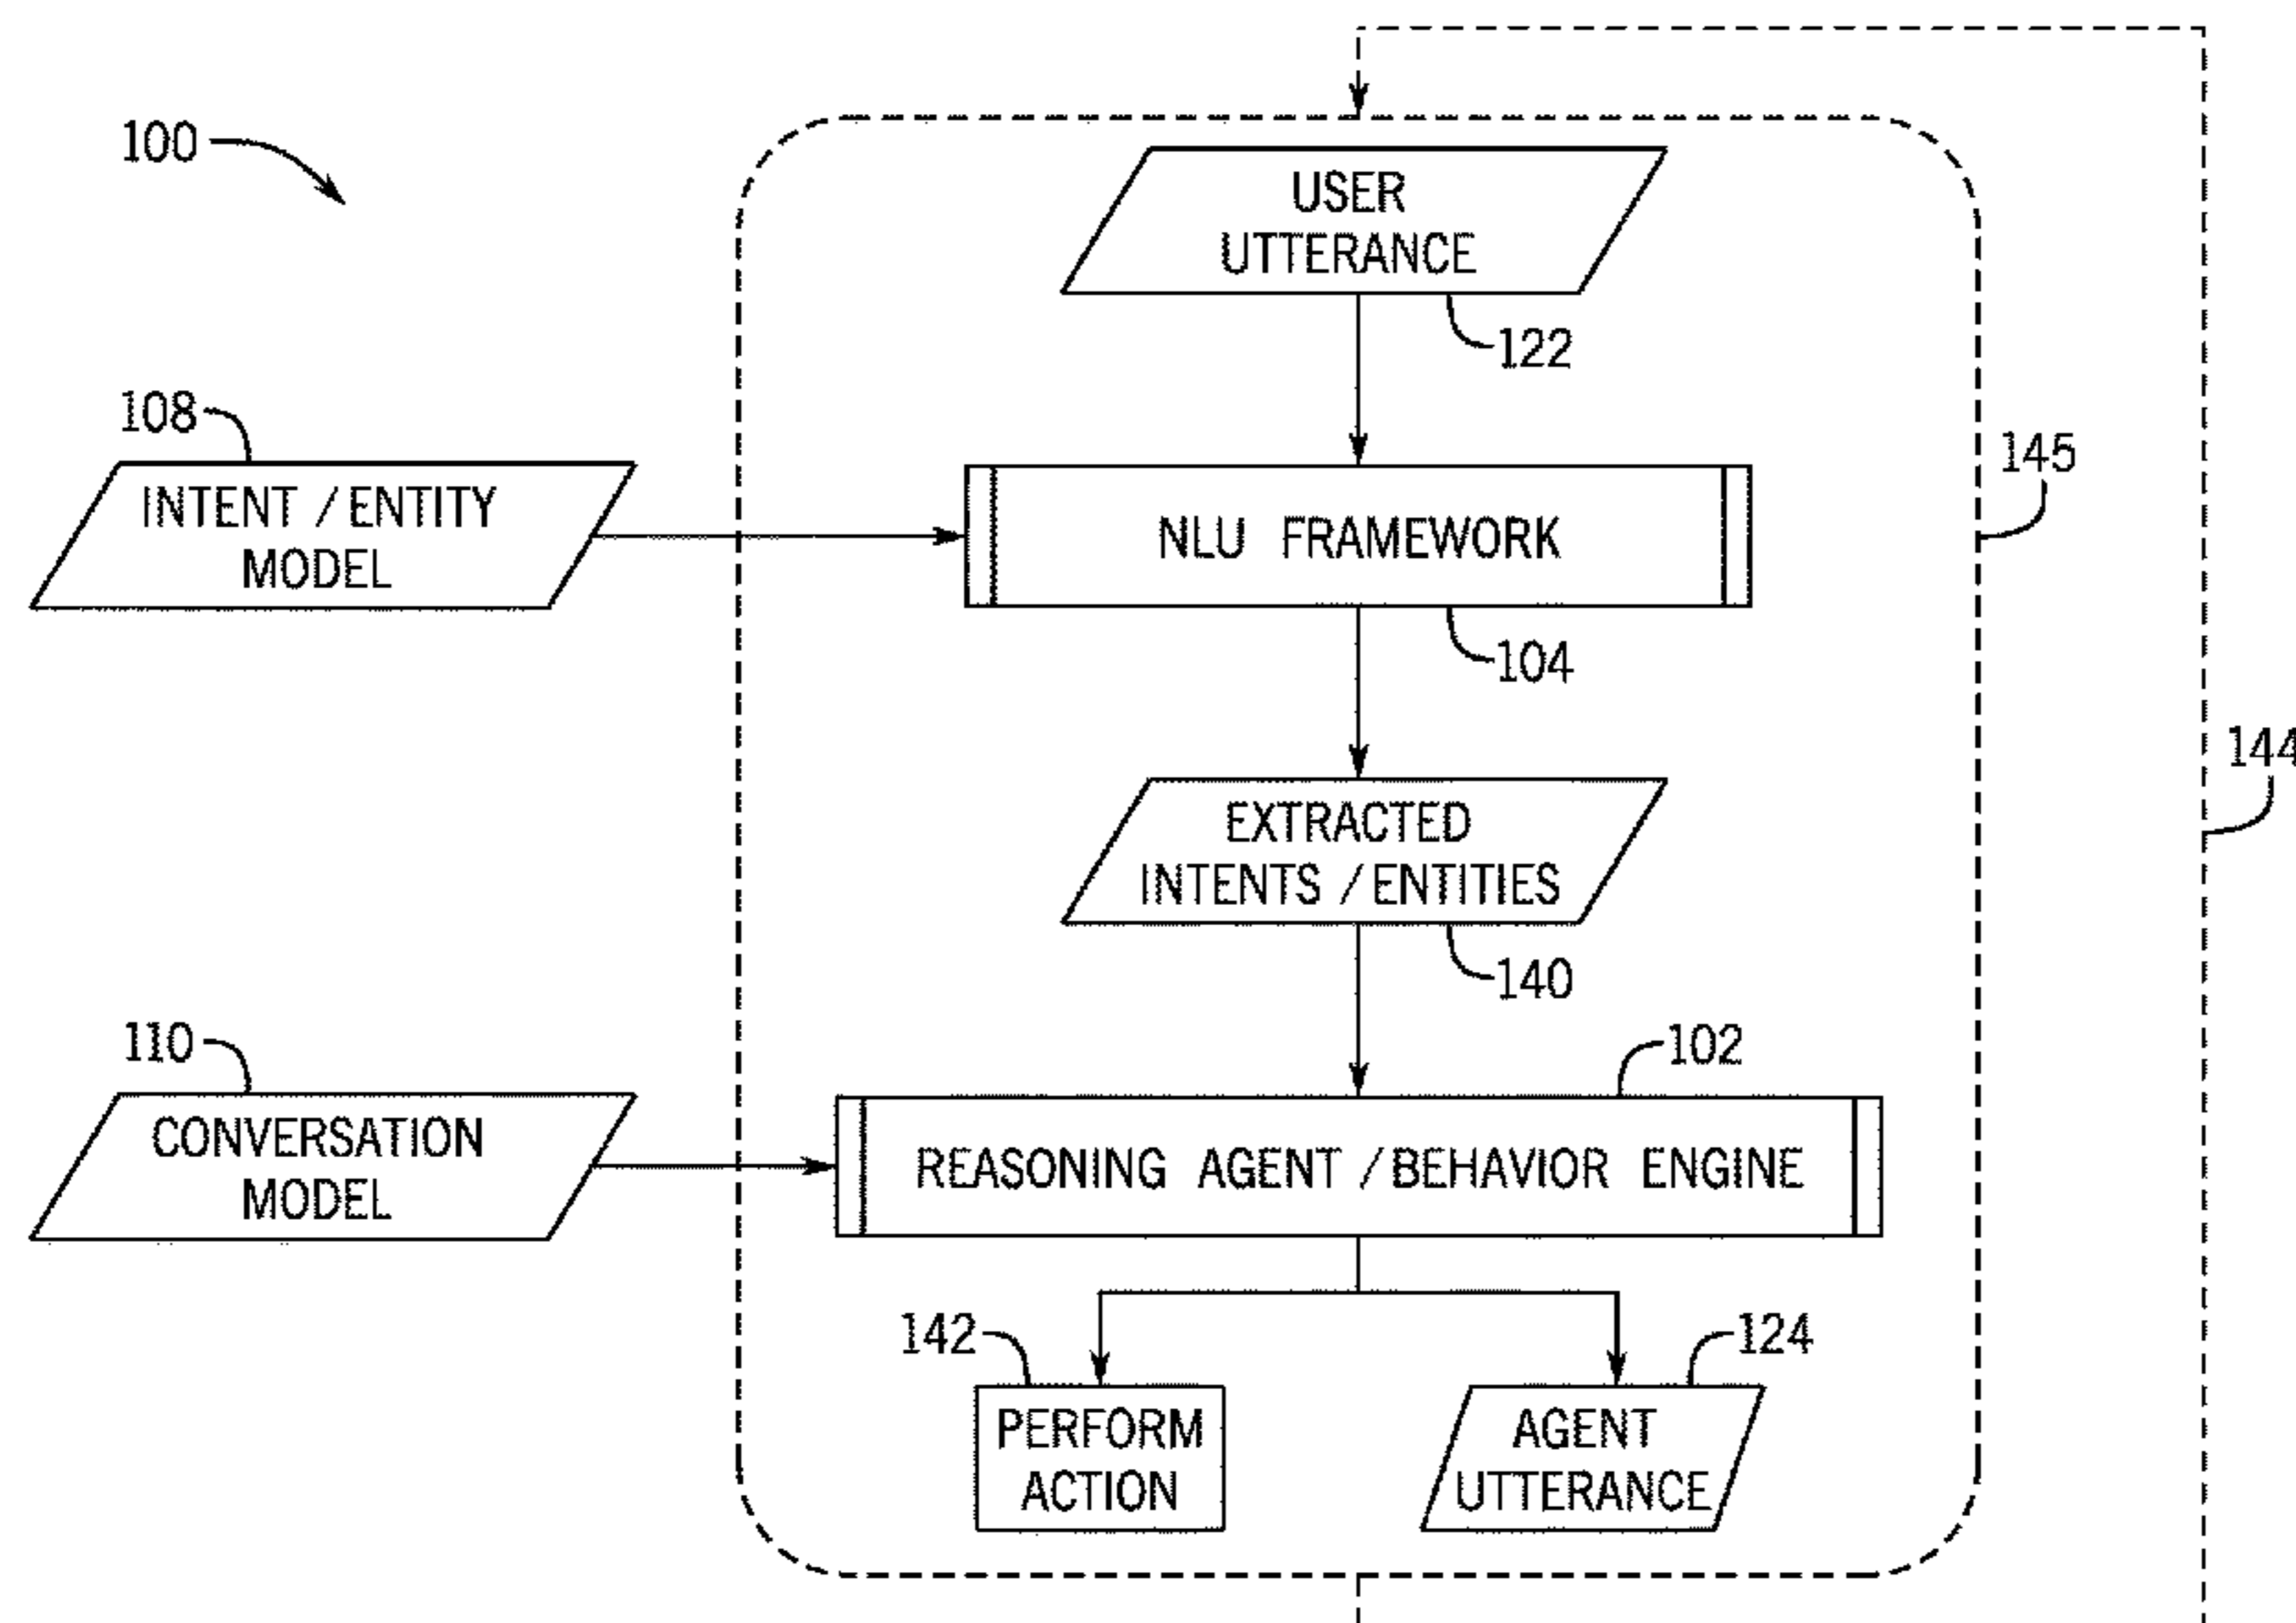 100
USER
UTTERANCE
122
108
INTENT / ENTITY
MODEL
NLU FRAMEWORK
145
104
144
EXTRACTED
INTENTS / ENTITIES
140
110
102
CONVERSATION
MODEL
REASONING AGENT / BEHAVIOR ENGINE
142
124
PERFORM
ACTION
AGENT
UTTERANCE